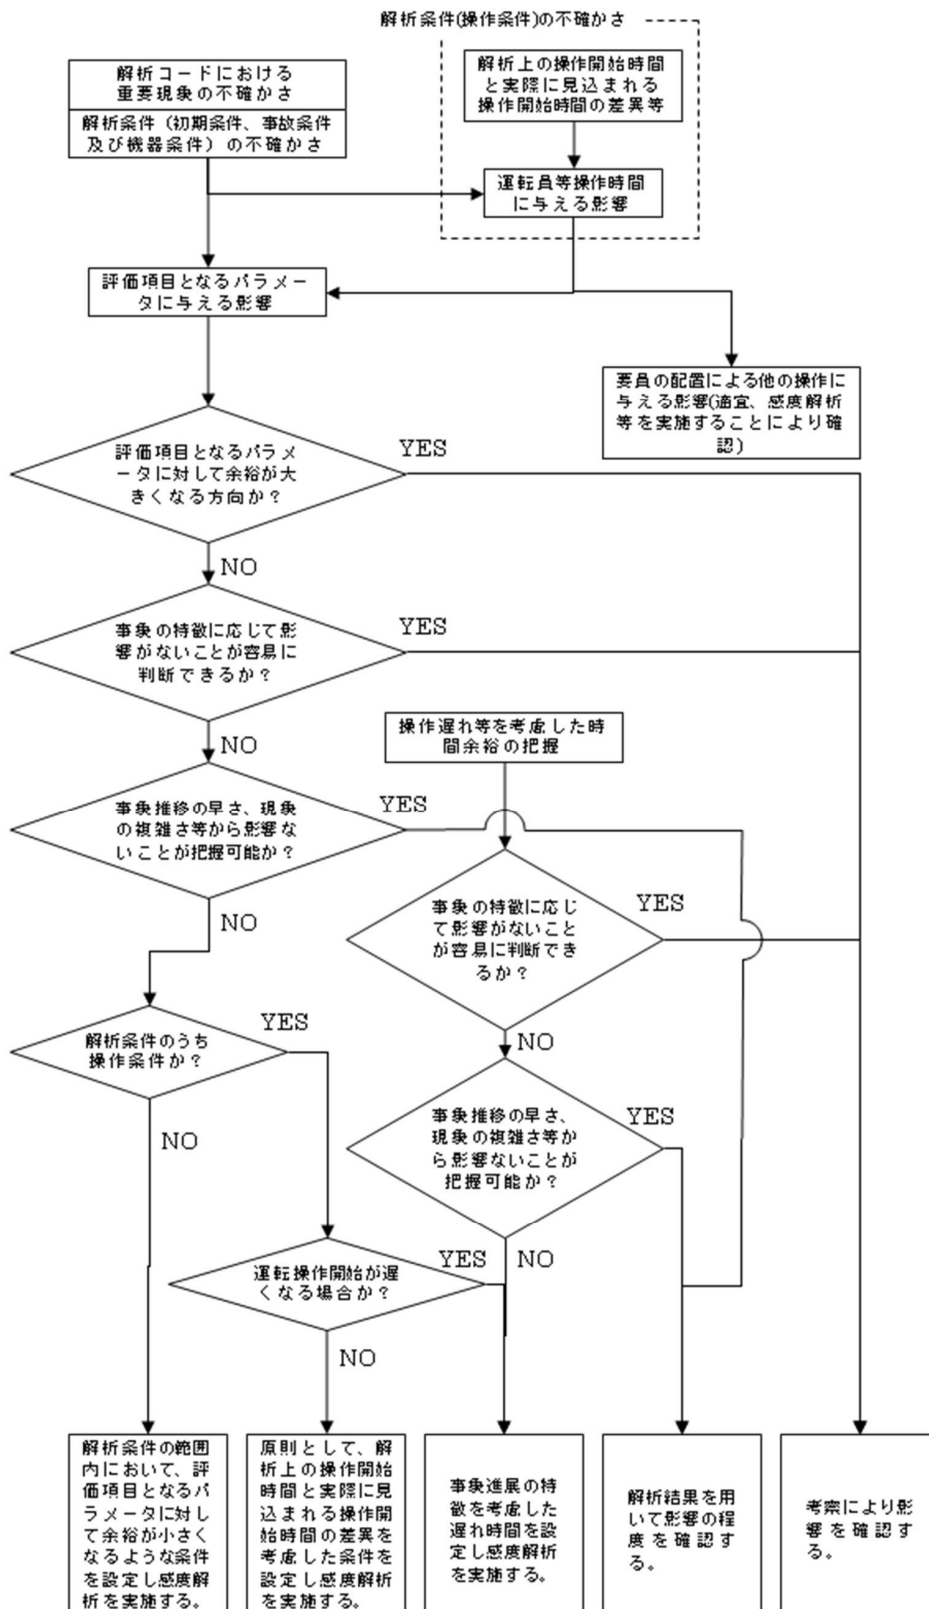 解析条件(操作条件)の不確かさ
解析コードにおける
重要現象の不確かさ
解析条件（初期条件、事故条件
及び機器条件）の不確かさ
解析上の操作開始時間
と実際に見込まれる
操作開始時間の差異等
運転員等操作時間
に与える影響
評価項目となるパラメー
タに与える影響
要員の配置による他の操作に
与える影響(適宜、感度解析
等を実施することにより確
認)
評価項目となるパラメ
ータに対して余裕が大
きくなる方向か？
YES
NO
事象の特徴に応じて影
響がないことが容易に
判断できるか？
YES
NO
操作遅れ等を考慮した時
間余裕の把握
事象推移の早さ、現象
の複雑さ等から影響な
いことが把握可能か？
YES
NO
事象の特徴に応じ
て影響がないこと
が容易に判断でき
るか？
YES
NO
解析条件のうち
操作条件か？
YES
NO
事象推移の早さ、
現象の複雑さ等か
ら影響ないことが
把握可能か？
YES
NO
運転操作開始が遅
くなる場合か？
YES
NO
解析条件の範囲
内において、評
価項目となるパ
ラメータに対し
て余裕が小さく
なるような条件
を設定し感度解
析を実施する。
原則として、解
析上の操作開始
時間と実際に見
込まれる操作開
始時間の差異を
考慮した条件を
設定し感度解析
を実施する。
事象進展の特
徴を考慮した
遅れ時間を設
定し感度解析
を実施する。
解析結果を用
いて影響の程
度を確認す
る。
考察により影
響を確認す
る。